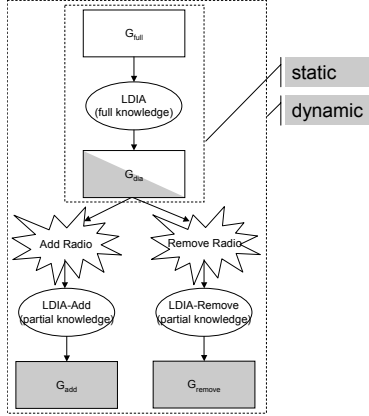 G_full
static
LDIA
(full knowledge)
dynamic
G_dia
Add Radio
Remove Radio
LDIA-Add
(partial knowledge)
LDIA-Remove
(partial knowledge)
G_add
G_remove